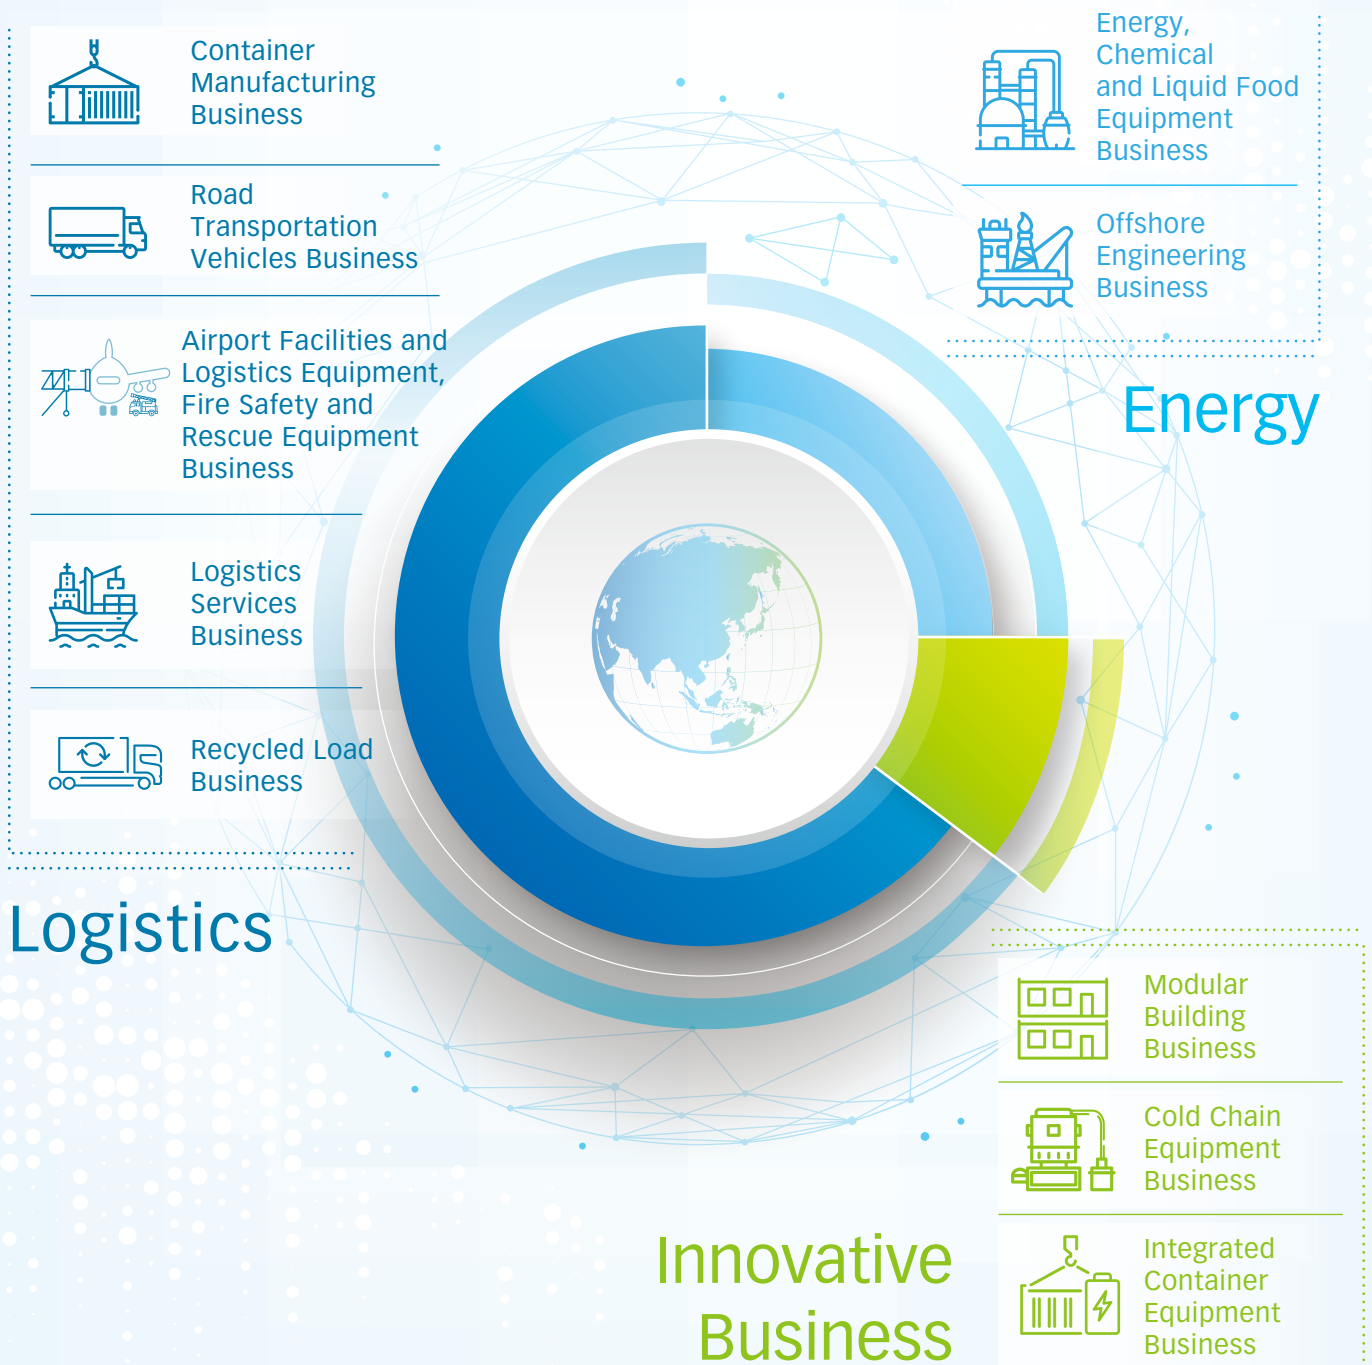 Container
Manufacturing
Business
Road
Transportation
Vehicles Business
Airport Facilities and
Logistics Equipment,
Fire Safety and
Rescue Equipment
Business
Logistics
Services
Business
Recycled Load
Business
Logistics
Energy,
Chemical
and Liquid Food
Equipment
Business
Offshore
Engineering
Business
Energy
Modular
Building
Business
Cold Chain
Equipment
Business
Integrated
Container
Equipment
Business
Innovative
Business